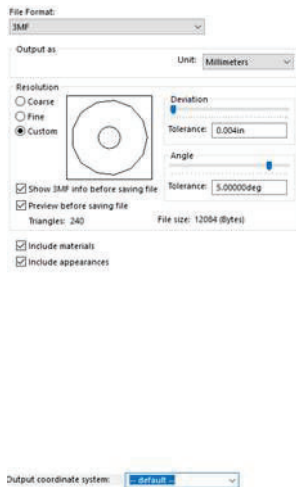 File Format:
3MF
Output as
Unit: Millimeters
Resolution
Coarse
Fine
Custom
Deviation
Tolerance: 0.004in
Angle
Tolerance: 5.00000deg
Show 3MF info before saving file
Preview before saving file
Triangles: 240 File size: 12084 (Bytes)
Include materials
Include appearances
Output coordinate system: -- default --